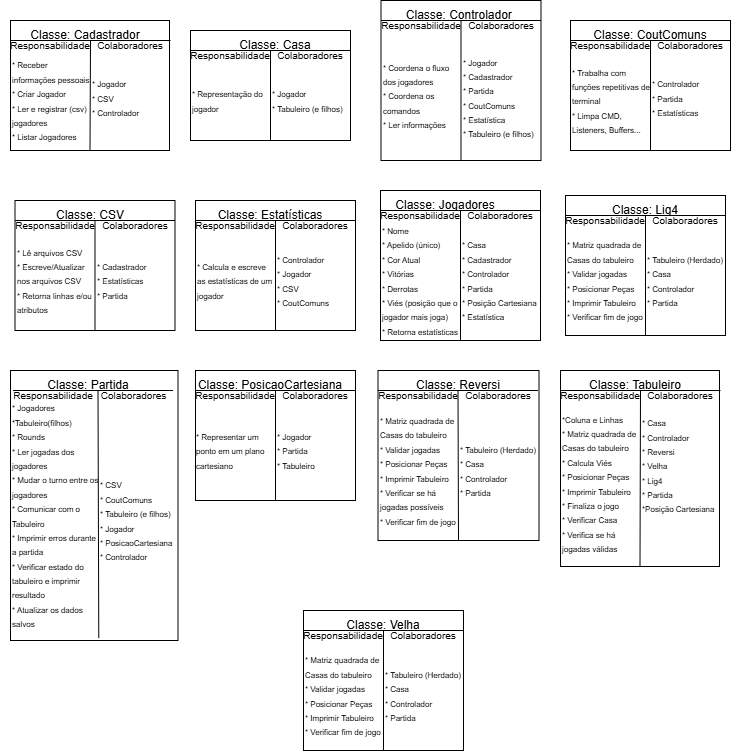 Classe: Cadastrador
Responsabilidade
Colaboradores
* Receber
informações pessoais
* Criar Jogador
* Ler e registrar (csv)
jogadores
* Listar Jogadores
* Jogador
* CSV
* Controlador
Classe: Casa
Responsabilidade
Colaboradores
* Representação do
jogador
* Jogador
* Tabuleiro (e filhos)
Classe: Controlador
Responsabilidade
Colaboradores
* Coordena o fluxo
dos jogadores
* Coordena os
comandos
* Ler informações
* Jogador
* Cadastrador
* Partida
* CoutComuns
* Estatística
* Tabuleiro (e filhos)
Classe: CoutComuns
Responsabilidade
Colaboradores
* Trabalha com
funções repetitivas de
terminal
* Limpa CMD,
Listeners, Buffers...
* Controlador
* Partida
* Estatísticas
Classe: CSV
Responsabilidade
Colaboradores
* Lê arquivos CSV
* Escreve/Atualizar
nos arquivos CSV
* Retorna linhas e/ou
atributos
* Cadastrador
* Estatísticas
* Partida
Classe: Estatísticas
Responsabilidade
Colaboradores
* Calcula e escreve
as estatísticas de um
jogador
* Controlador
* Jogador
* CSV
* CoutComuns
Classe: Jogadores
Responsabilidade
Colaboradores
* Nome
* Apelido (único)
* Cor Atual
* Vitórias
* Derrotas
* Viés (posição que o
jogador mais joga)
* Retorna estatísticas
* Casa
* Cadastrador
* Controlador
* Partida
* Posição Cartesiana
* Estatística
Classe: Lig4
Responsabilidade
Colaboradores
* Matriz quadrada de
Casas do tabuleiro
* Validar jogadas
* Posicionar Peças
* Imprimir Tabuleiro
* Verificar fim de jogo
* Tabuleiro (Herdado)
* Casa
* Controlador
* Partida
Classe: Partida
Responsabilidade
Colaboradores
* Jogadores
*Tabuleiro(filhos)
* Rounds
* Ler jogadas dos
jogadores
* Mudar o turno entre os
jogadores
* Comunicar com o
Tabuleiro
* Imprimir erros durante
a partida
* Verificar estado do
tabuleiro e imprimir
resultado
* Atualizar os dados
salvos
* CSV
* CoutComuns
* Tabuleiro (e filhos)
* Jogador
* PosicaoCartesiana
* Controlador
Classe: PosicaoCartesiana
Responsabilidade
Colaboradores
* Representar um
ponto em um plano
cartesiano
* Jogador
* Partida
* Tabuleiro
Classe: Reversi
Responsabilidade
Colaboradores
* Matriz quadrada de
Casas do tabuleiro
* Validar jogadas
* Posicionar Peças
* Imprimir Tabuleiro
* Verificar se há
jogadas possíveis
* Verificar fim de jogo
* Tabuleiro (Herdado)
* Casa
* Controlador
* Partida
Classe: Tabuleiro
Responsabilidade
Colaboradores
*Coluna e Linhas
* Matriz quadrada de
Casas do tabuleiro
* Calcula Viés
* Posicionar Peças
* Imprimir Tabuleiro
* Finaliza o jogo
* Verificar Casa
* Verifica se há
jogadas válidas
* Casa
* Controlador
* Reversi
* Velha
* Lig4
* Partida
*Posição Cartesiana
Classe: Velha
Responsabilidade
Colaboradores
* Matriz quadrada de
Casas do tabuleiro
* Validar jogadas
* Posicionar Peças
* Imprimir Tabuleiro
* Verificar fim de jogo
* Tabuleiro (Herdado)
* Casa
* Controlador
* Partida